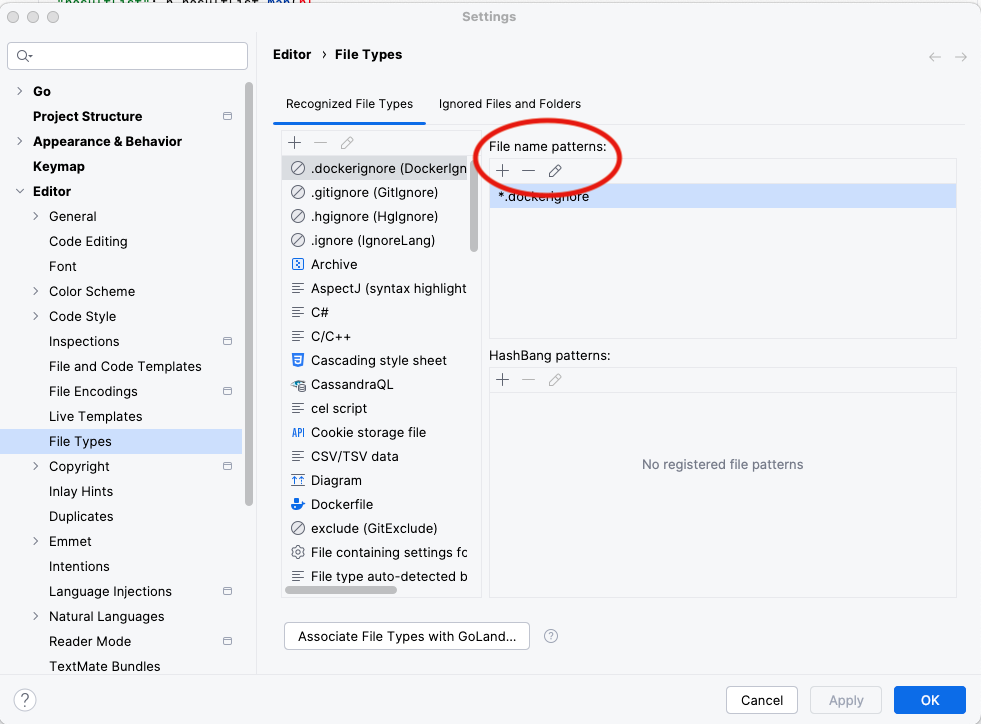 Settings
Editor › File Types
Go
Project Structure
Appearance & Behavior
Keymap
Editor
General
Code Editing
Font
Color Scheme
Code Style
Inspections
File and Code Templates
File Encodings
Live Templates
File Types
Copyright
Inlay Hints
Duplicates
Emmet
Intentions
Language Injections
Natural Languages
Reader Mode
TextMate Bundles
Recognized File Types
Ignored Files and Folders
.dockerignore (DockerIgn
.gitignore (GitIgnore)
.hgignore (HgIgnore)
.ignore (IgnoreLang)
Archive
AspectJ (syntax highlight
C#
C/C++
Cascading style sheet
CassandraQL
cel script
Cookie storage file
API
CSV/TSV data
Diagram
Dockerfile
exclude (GitExclude)
File containing settings fo
File type auto-detected b
File name patterns:
*.dockerignore
HashBang patterns:
No registered file patterns
Associate File Types with GoLand...
?
?
Cancel
Apply
OK